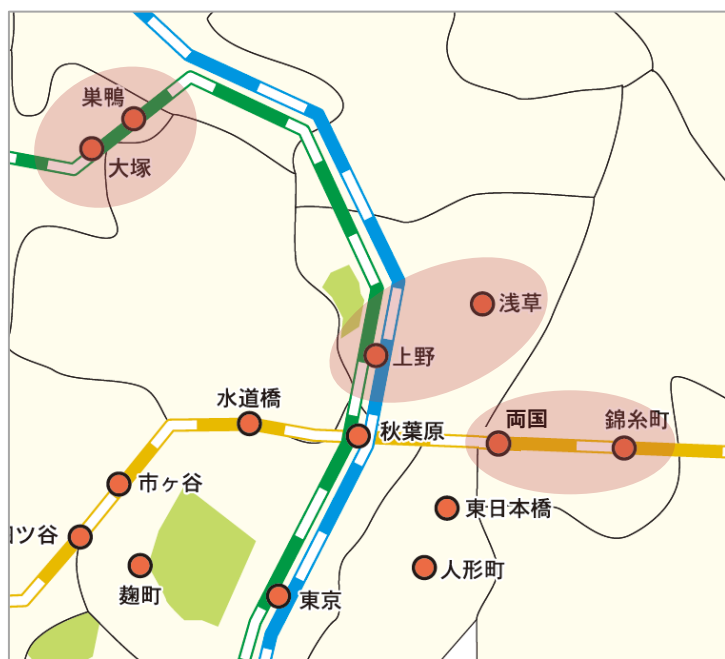 巣鴨
大塚
浅草
上野
水道橋
秋葉原
両国
錦糸町
市ヶ谷
東日本橋
ツ谷
麹町
人形町
東京